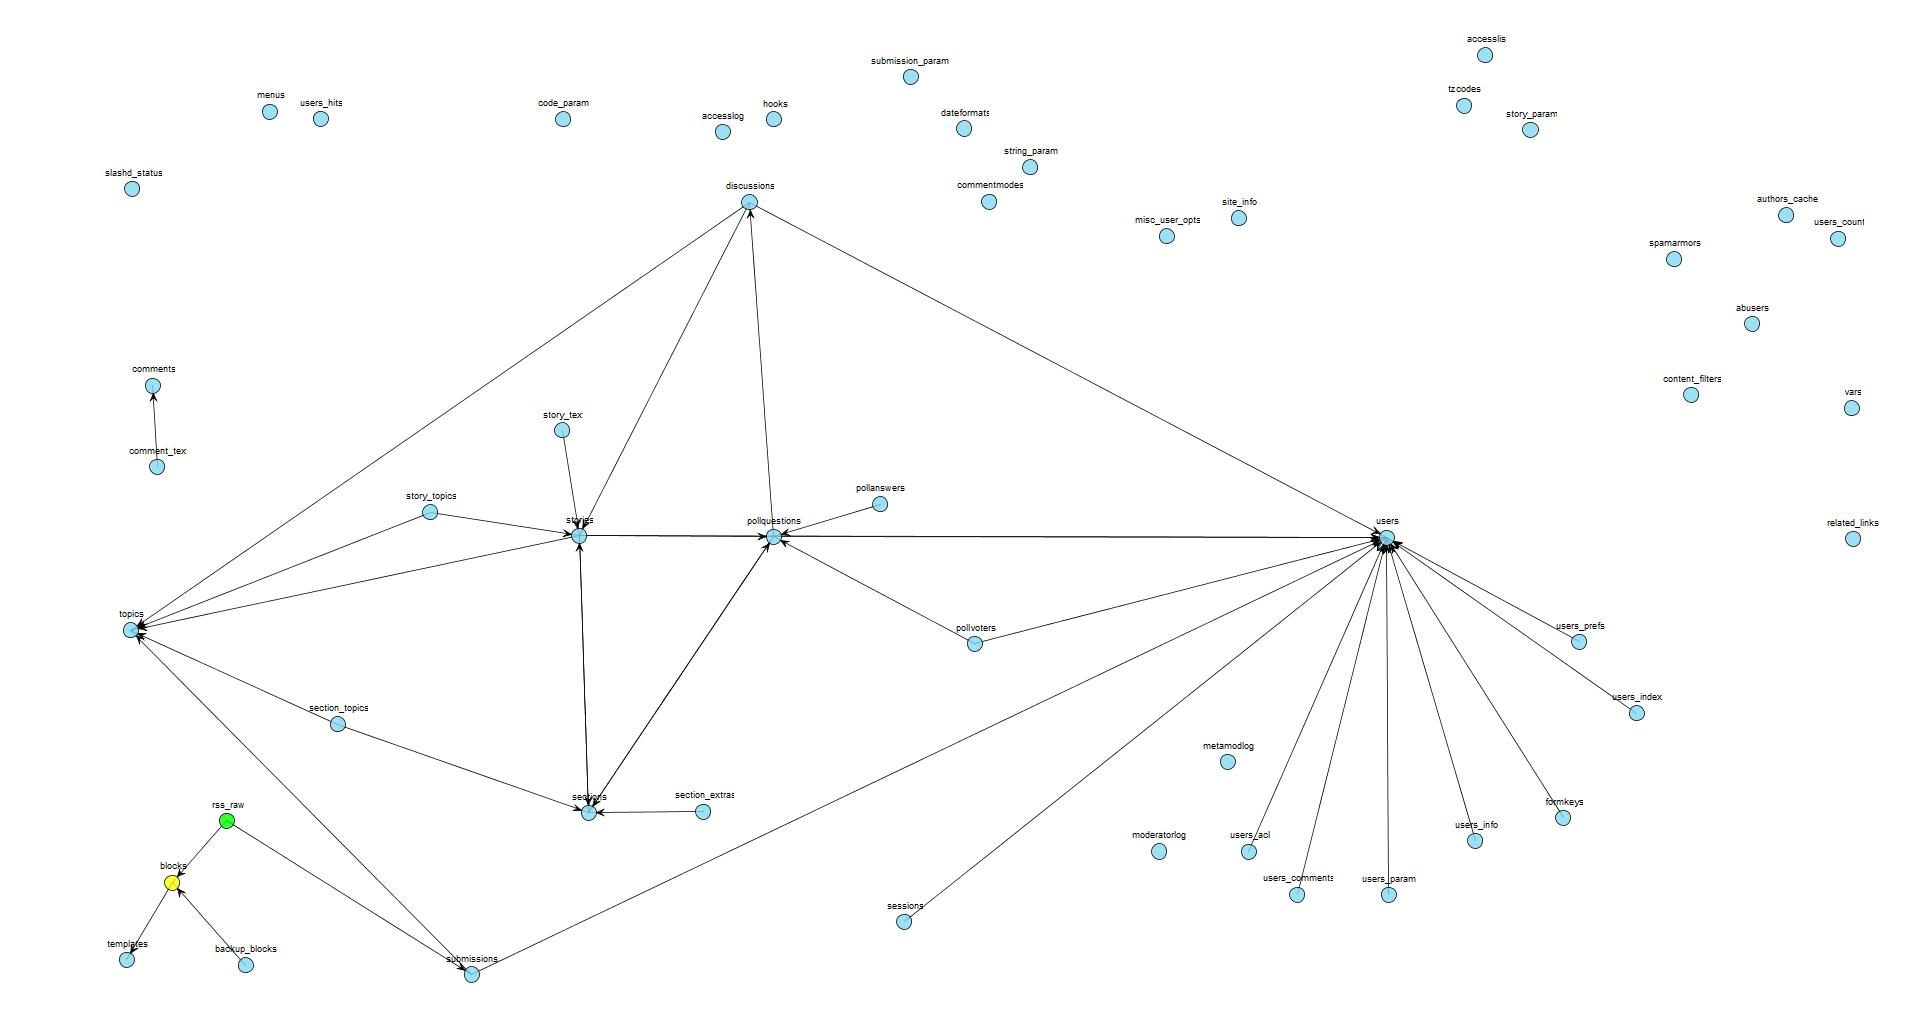 accesslis
submission_param
tzcodes
menus
users_hits
code_param
hooks
accesslog
dateformats
story_param
string_param
slashd_status
discussions
commentmodes
authors_cache
site_info
misc_user_opts
users_count
spamarmors
abusers
comments
content_filters
vars
story_tex
comment_tex
pollanswers
story_topics
stories
pollquestions
users
related_links
topics
pollvoters
users_prefs
users_index
section_topics
metamodlog
sections
section_extras
rss_raw
formkeys
users_info
moderatorlog
users_acl
blocks
users_comments
users_param
sessions
templates
backup_blocks
submissions